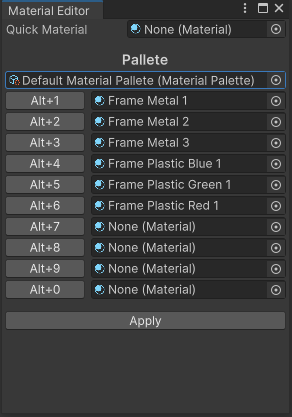 Material Editor
Quick Material None (Material)
Pallete
Default Material Pallete (Material Palette)
Alt+1 Frame Metal 1
Alt+2 Frame Metal 2
Alt+3 Frame Metal 3
Alt+4 Frame Plastic Blue 1
Alt+5 Frame Plastic Green 1
Alt+6 Frame Plastic Red 1
Alt+7 None (Material)
Alt+8 None (Material)
Alt+9 None (Material)
Alt+0 None (Material)
Apply